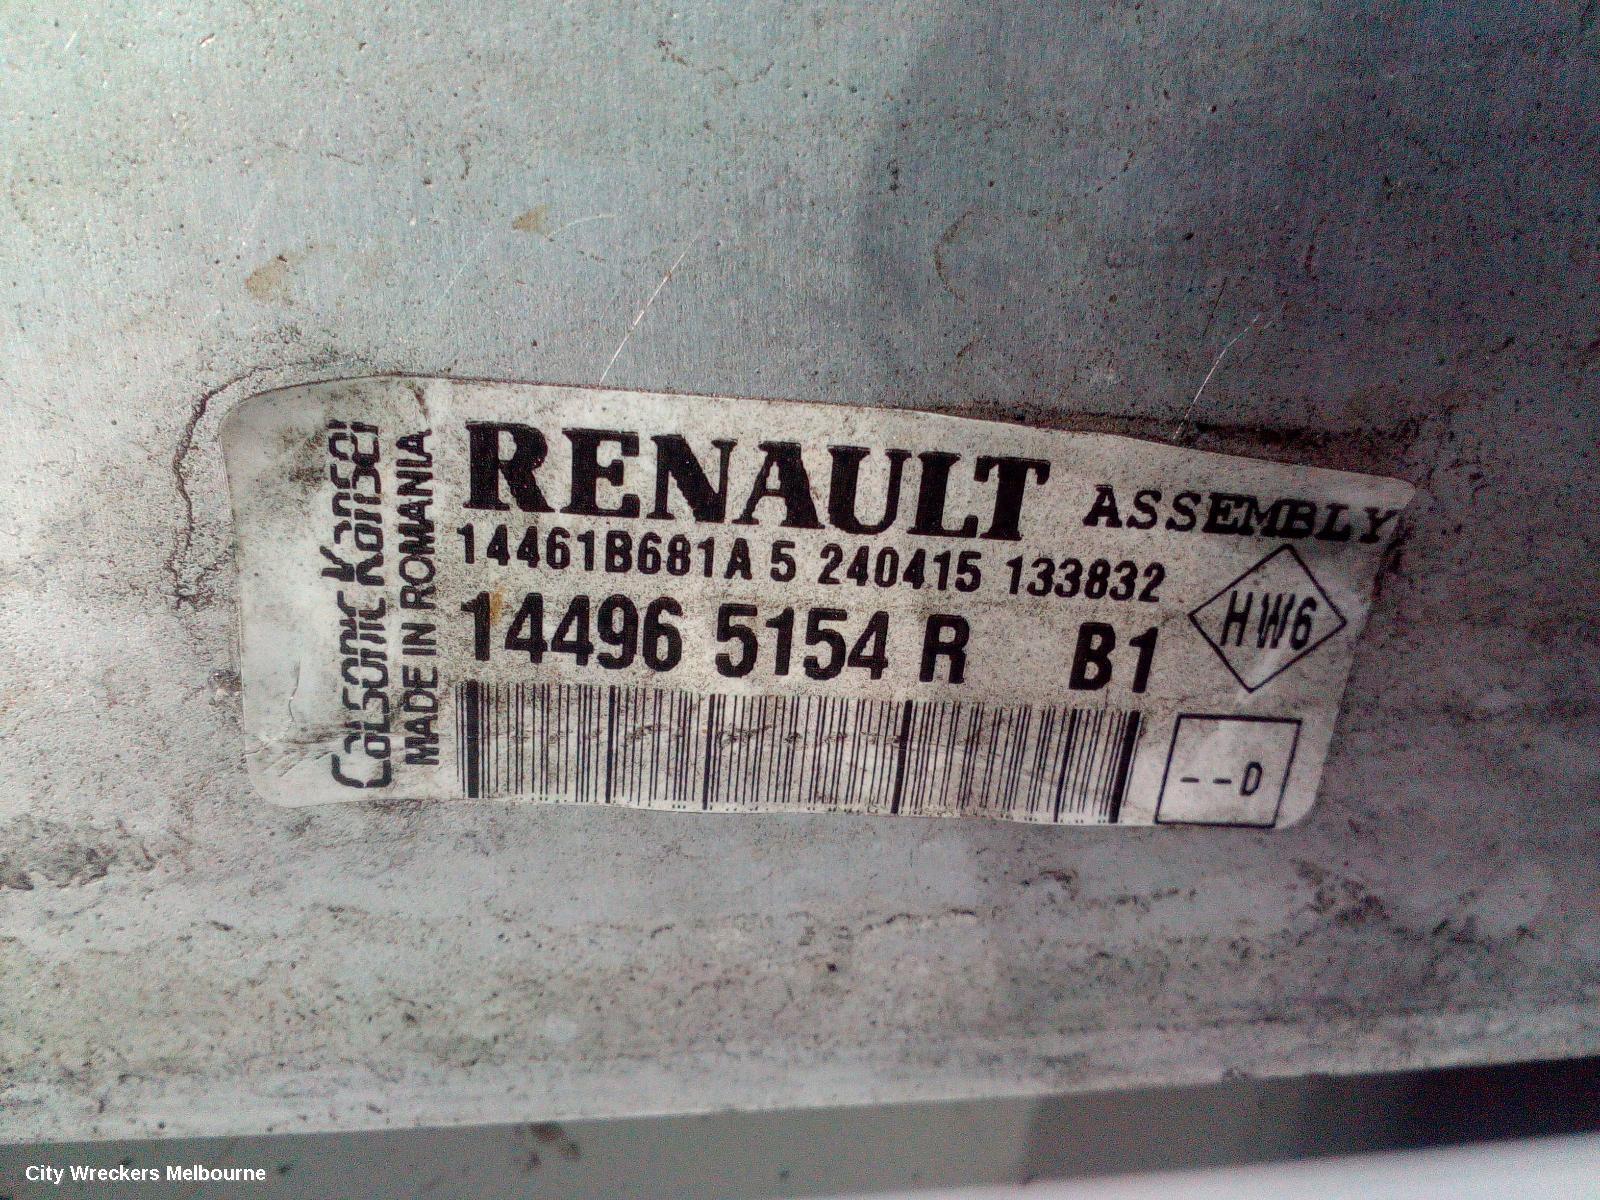 Calsonic Kansei
MADE IN ROMANIA
RENAULT ASSEMBLY
14461B681A 5 240415 133832
14496 5154 R B1
HW6
--D
City Wreckers Melbourne